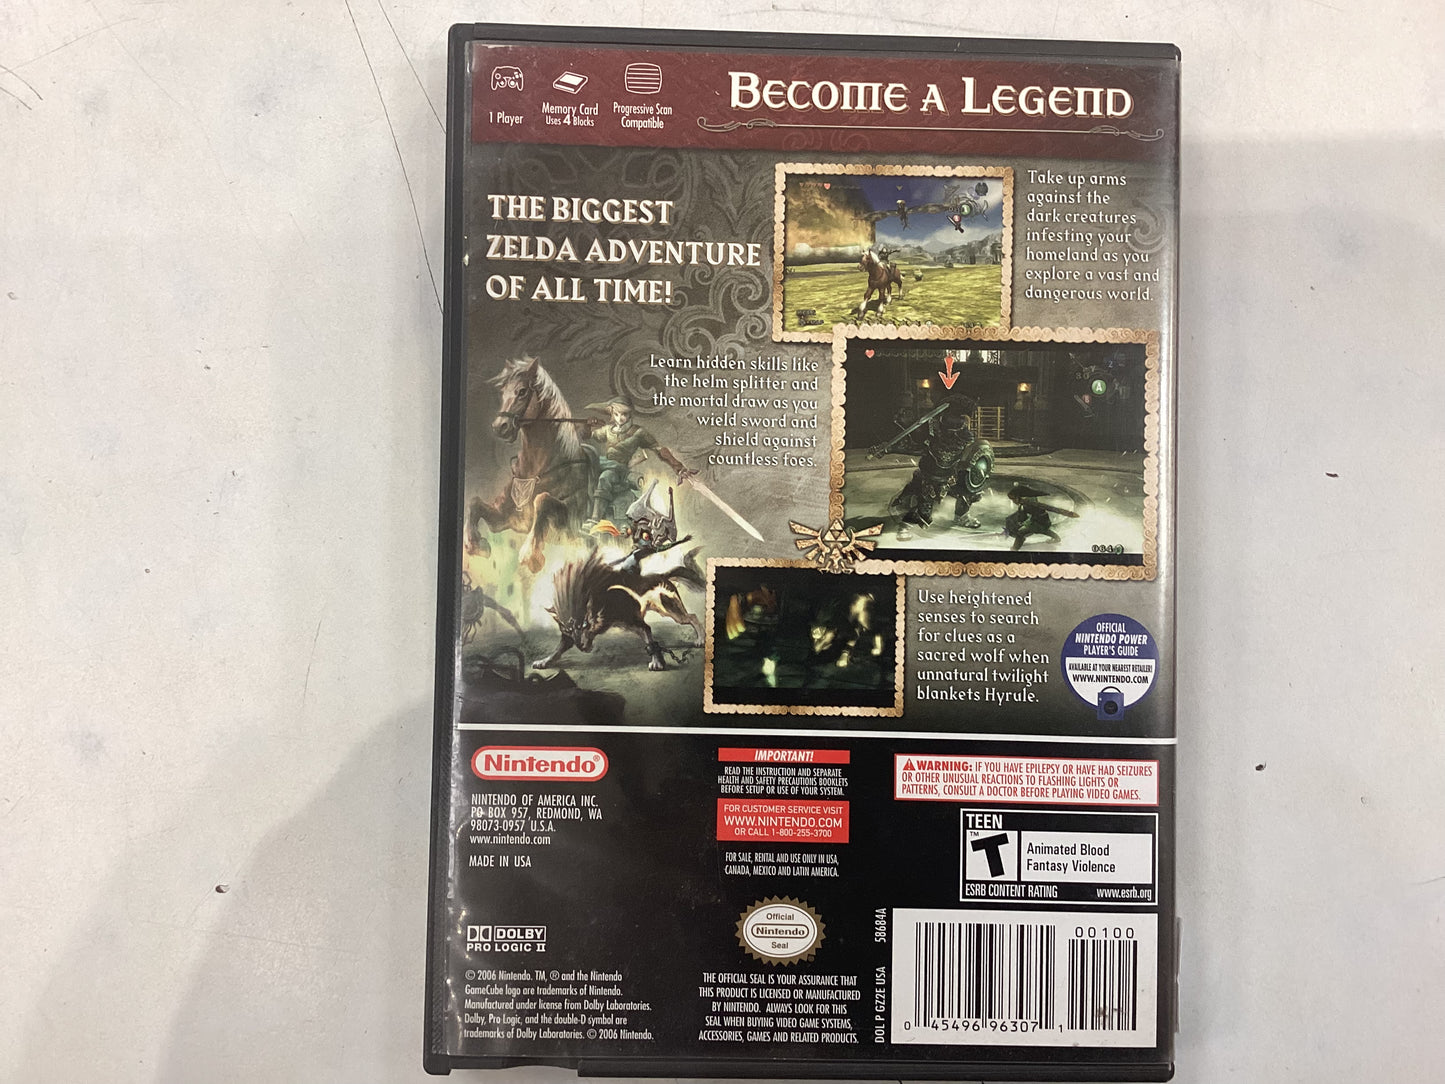 1 Player
Memory Card
Uses 4 Blocks
Progressive Scan
Compatible
BECOME A LEGEND
THE BIGGEST
ZELDA ADVENTURE
OF ALL TIME!
Take up arms
against the
dark creatures
infesting your
homeland as you
explore a vast and
dangerous world.
Learn hidden skills like
the helm splitter and
the mortal draw as you
wield sword and
shield against
countless foes.
A
Use heightened
senses to search
for clues as a
sacred wolf when
unnatural twilight
blankets Hyrule.
OFFICIAL
NINTENDO POWER
PLAYER'S GUIDE
AVAILABLE AT YOUR NEAREST RETAILER!
WWW.NINTENDO.COM
Nintendo®
NINTENDO OF AMERICA INC.
PO BOX 957, REDMOND, WA
98073-0957 U.S.A.
www.nintendo.com
MADE IN USA
IMPORTANT!
READ THE INSTRUCTION AND SEPARATE
HEALTH AND SAFETY PRECAUTIONS BOOKLETS
BEFORE SETUP OR USE OF YOUR SYSTEM.
FOR CUSTOMER SERVICE VISIT
WWW.NINTENDO.COM
OR CALL 1-800-255-3700
FOR SALE, RENTAL AND USE ONLY IN USA,
CANADA, MEXICO AND LATIN AMERICA.
WARNING: IF YOU HAVE EPILEPSY OR HAVE HAD SEIZURES
OR OTHER UNUSUAL REACTIONS TO FLASHING LIGHTS OR
PATTERNS, CONSULT A DOCTOR BEFORE PLAYING VIDEO GAMES.
TEEN
T™
Animated Blood
Fantasy Violence
ESRB CONTENT RATING www.esrb.org
DOLBY
PRO LOGIC II
Official
Nintendo
Seal
© 2006 Nintendo. TM, ® and the Nintendo
GameCube logo are trademarks of Nintendo.
Manufactured under license from Dolby Laboratories.
Dolby, Pro Logic, and the double-D symbol are
trademarks of Dolby Laboratories. © 2006 Nintendo.
THE OFFICIAL SEAL IS YOUR ASSURANCE THAT
THIS PRODUCT IS LICENSED OR MANUFACTURED
BY NINTENDO. ALWAYS LOOK FOR THIS
SEAL WHEN BUYING VIDEO GAME SYSTEMS,
ACCESSORIES, GAMES AND RELATED PRODUCTS.
DOL P GZ2E USA 58684A
00100
0 45496 96307 1